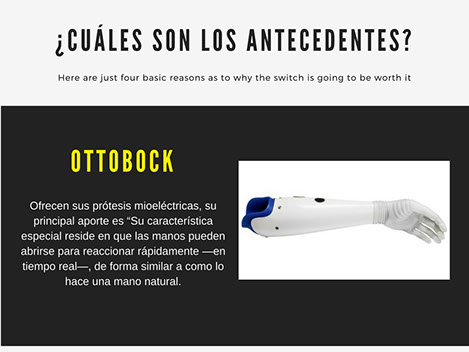 ¿CUÁLES SON LOS ANTECEDENTES?
Here are just four basic reasons as to why the switch is going to be worth it
OTTOBOCK
Ofrecen sus prótesis mioeléctricas, su
principal aporte es “Su característica
especial reside en que las manos pueden
abrirse para reaccionar rápidamente —en
tiempo real—, de forma similar a como lo
hace una mano natural.